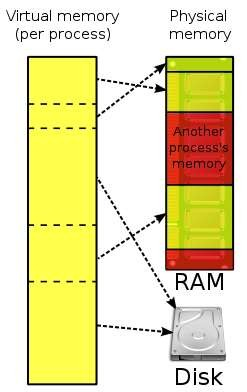 Virtual memory
(per process)
Physical
memory
Another
process's
memory
RAM
Disk